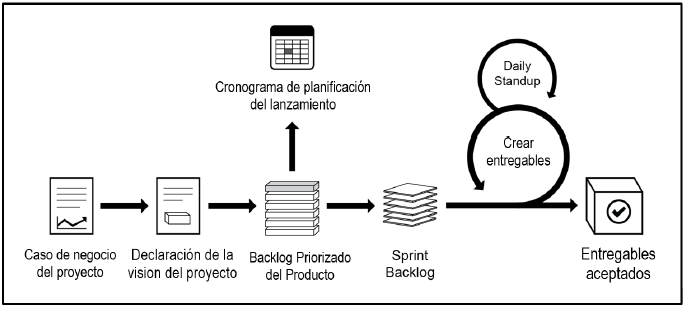 Cronograma de planificación
del lanzamiento
Daily
Standup
Crear
entregables
Caso de negocio
del proyecto
Declaración de la
vision del proyecto
Backlog Priorizado
del Producto
Sprint
Backlog
Entregables
aceptados